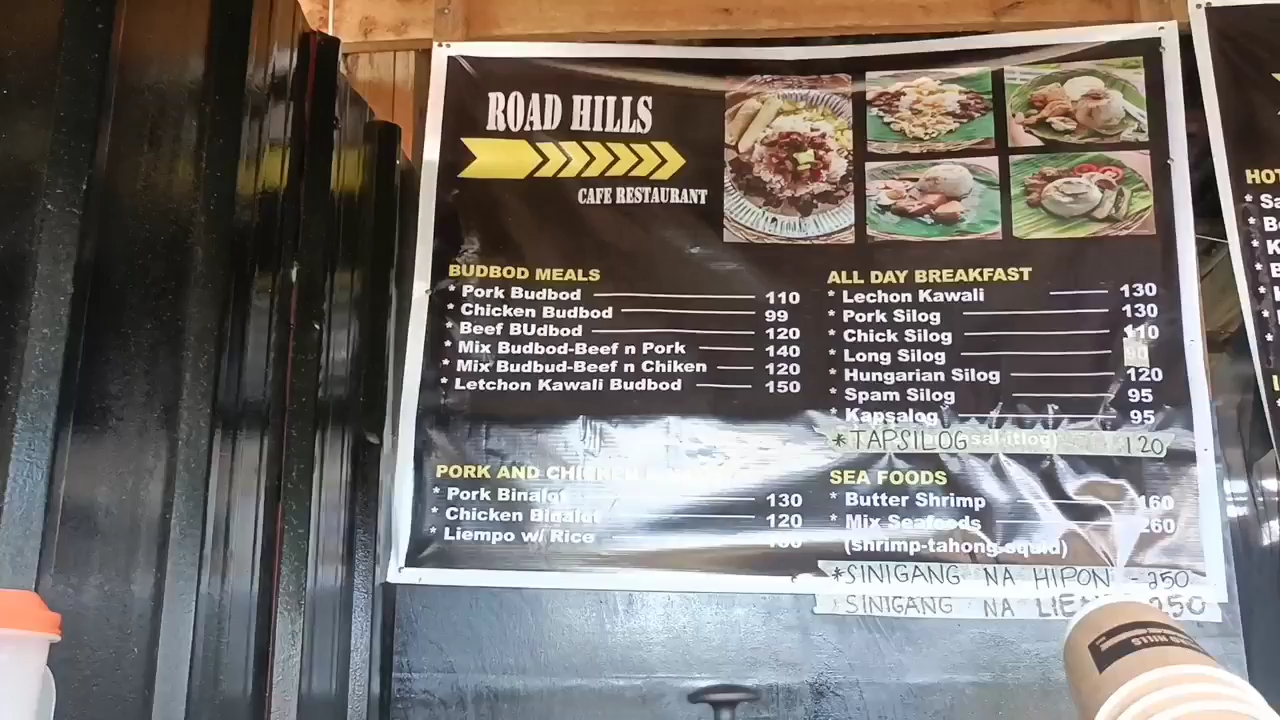 ROAD HILLS
CAFE RESTAURANT
BUDBOD MEALS
* Pork Budbod 110
* Chicken Budbod 99
* Beef BUdbod 120
* Mix Budbod-Beef n Pork 140
* Mix Budbud-Beef n Chiken 120
* Letchon Kawali Budbod 150
PORK AND CHICKEN
* Pork Binalot 130
* Chicken Binalot 120
* Liempo w/ Rice
ALL DAY BREAKFAST
* Lechon Kawali 130
* Pork Silog 130
* Chick Silog 110
* Long Silog 90
* Hungarian Silog 120
* Spam Silog 95
* Kapsalog 95
*TAPSILOG 120
SEA FOODS
* Butter Shrimp 160
* Mix Seafoods 260
(shrimp-tahong-squid)
*SINIGANG NA HIPON - 250
SINIGANG NA 250
HOT
ROAD HILLS